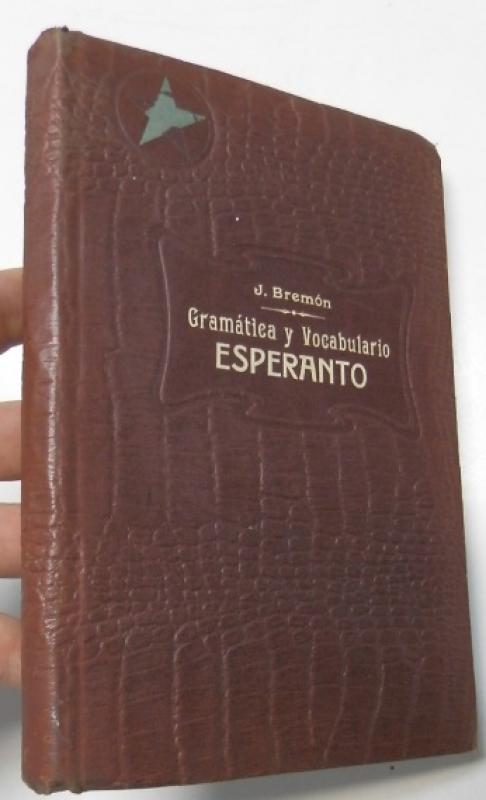 J. Bremón
Gramática y Vocabulario
ESPERANTO